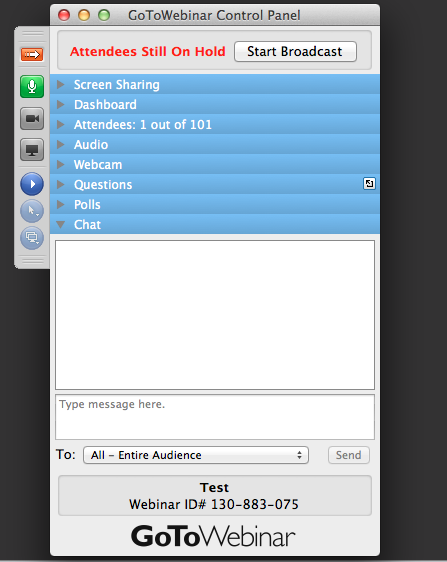 GoToWebinar Control Panel
Attendees Still On Hold
Start Broadcast
Screen Sharing
Dashboard
Attendees: 1 out of 101
Audio
Webcam
Questions
Polls
Chat
Type message here.
To: All – Entire Audience
Send
Test
Webinar ID# 130-883-075
GoToWebinar